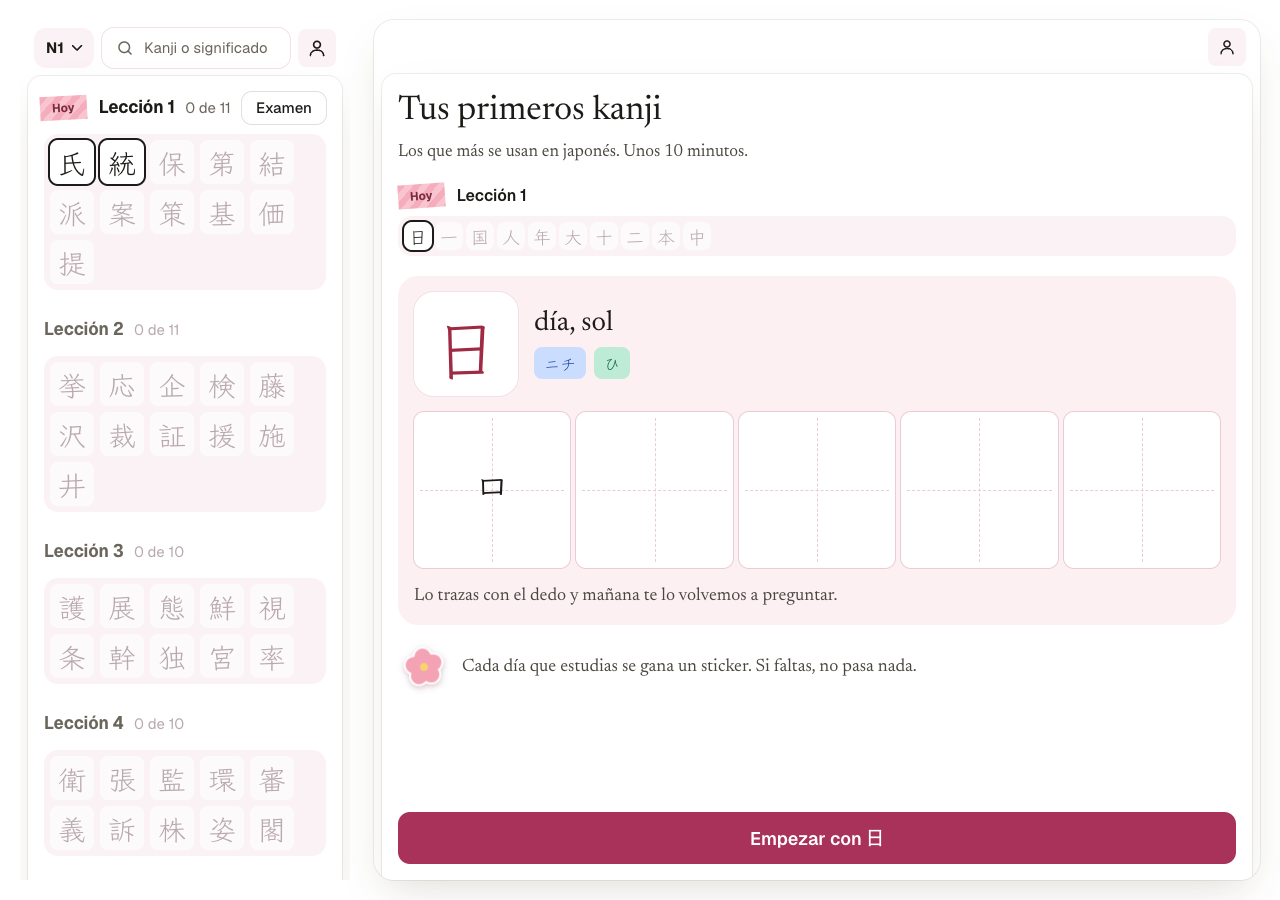 N1
Kanji o significado
Hoy
Lección 1
0 de 11
Examen
氏 統 保 第 結
派 案 策 基 価
提
Lección 2
0 de 11
挙 応 企 検 藤
沢 裁 証 援 施
井
Lección 3
0 de 10
護 展 態 鮮 視
条 幹 独 宮 率
Lección 4
0 de 10
衛 張 監 環 審
義 訴 株 姿 閣
Tus primeros kanji
Los que más se usan en japonés. Unos 10 minutos.
Hoy
Lección 1
日 一 国 人 年 大 十 二 本 中
日
día, sol
ニチ
ひ
Lo trazas con el dedo y mañana te lo volvemos a preguntar.
Cada día que estudias se gana un sticker. Si faltas, no pasa nada.
Empezar con 日